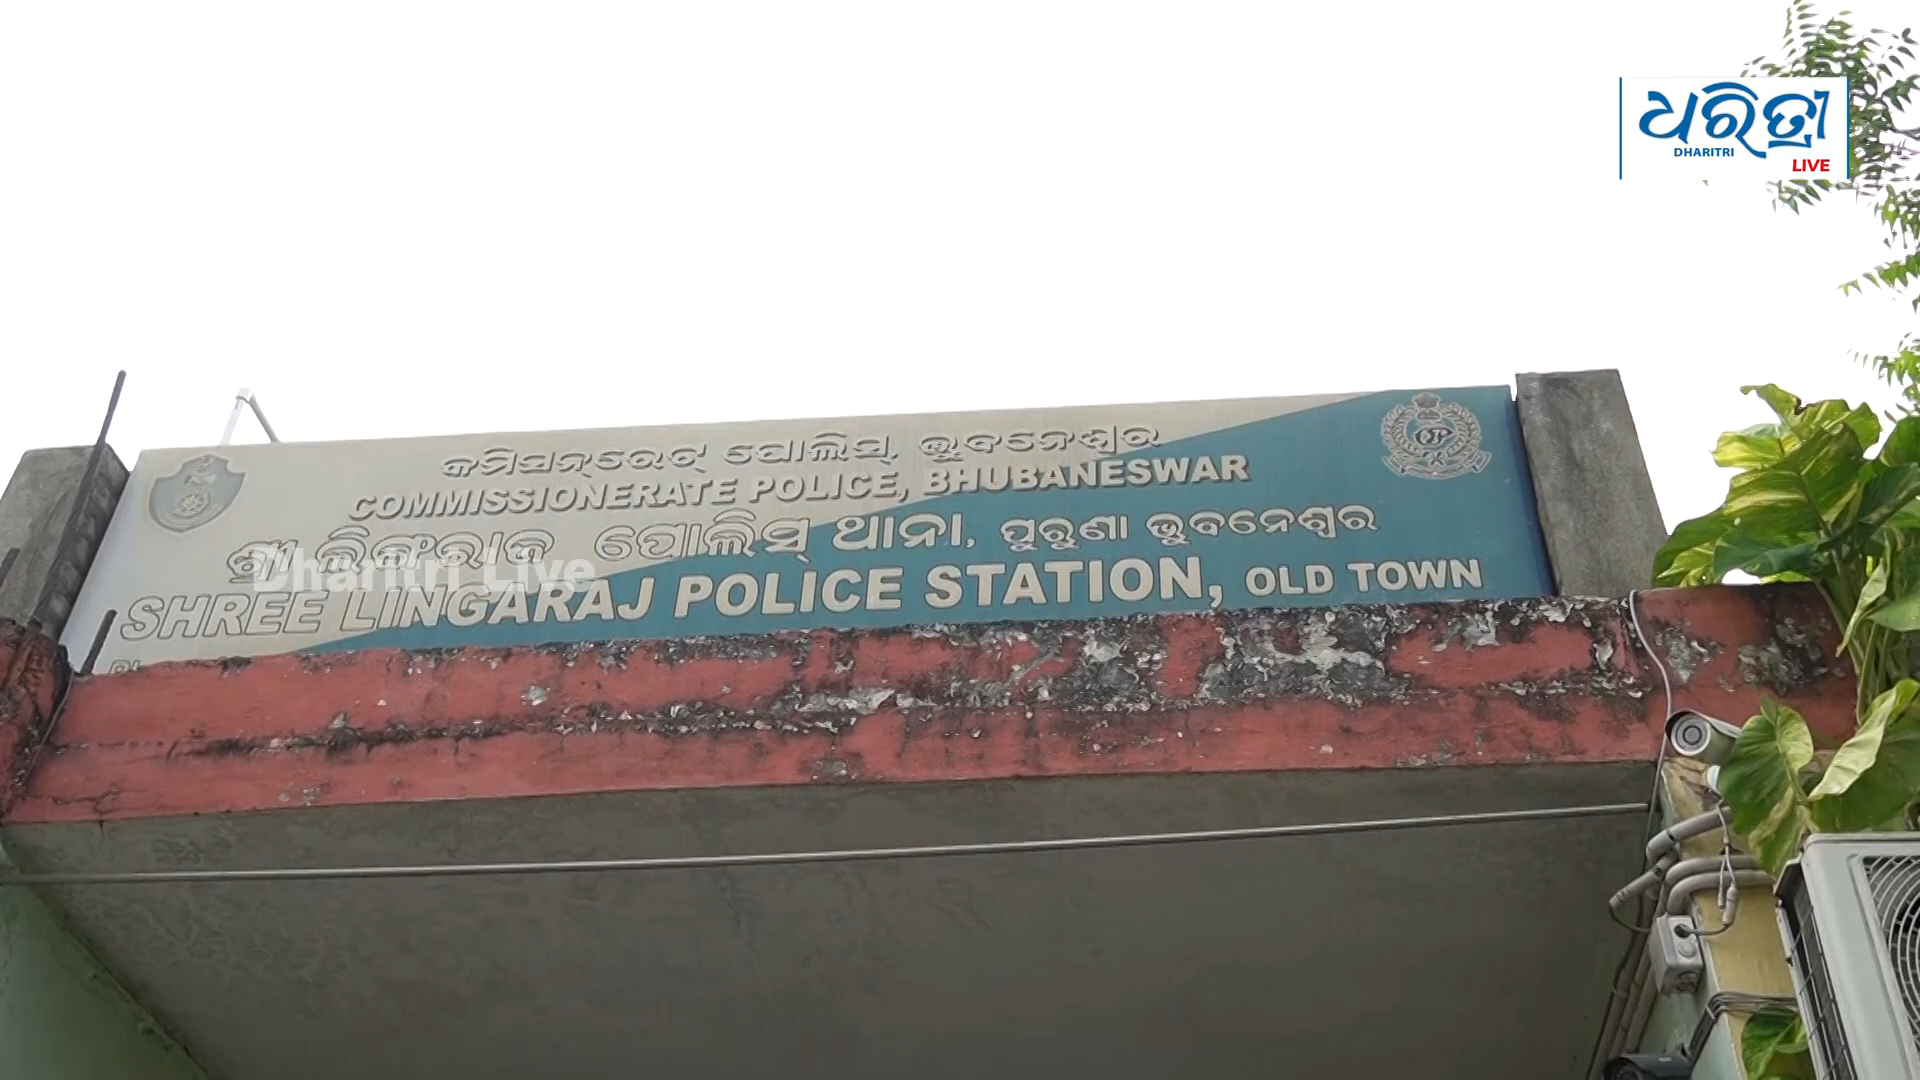 ଧରିତ୍ରୀ
DHARITRI
LIVE
କମିସନରେଟ୍ ପୋଲିସ୍, ଭୁବନେଶ୍ୱର
COMMISSIONERATE POLICE, BHUBANESWAR
ଶ୍ରୀ ଲିଙ୍ଗରାଜ ପୋଲିସ୍ ଥାନା, ପୁରୁଣା ଭୁବନେଶ୍ୱର
Dharitri Live
SHREE LINGARAJ POLICE STATION, OLD TOWN